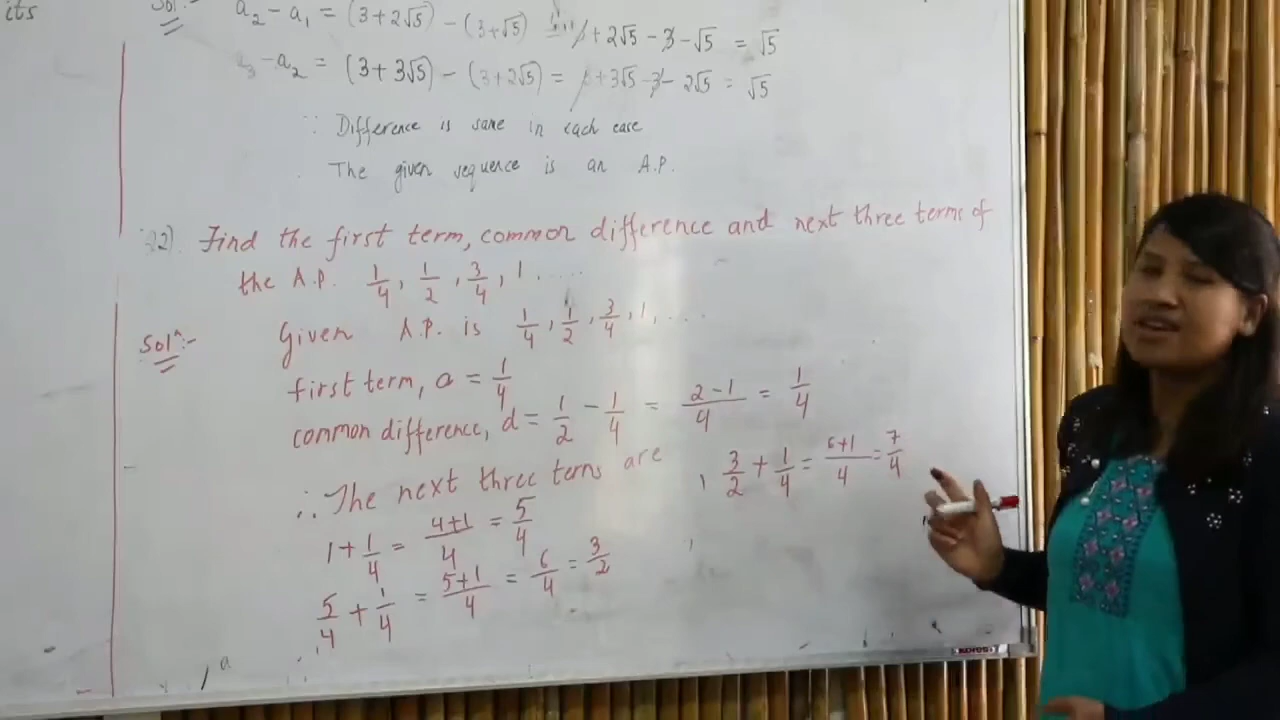 its
Sol :-
a₂ - a₁ = (3+2√5) - (3+√5) = 3+2√5 - 3 - √5 = √5
a₃ - a₂ = (3+3√5) - (3+2√5) = 3+3√5 - 3 - 2√5 = √5
∵ Difference is same in each case
The given sequence is an A.P.
Q2). Find the first term, common difference and next three terms of
the A.P. 1/4, 1/2, 3/4, 1 .....
Solⁿ:- Given A.P. is 1/4, 1/2, 3/4, 1, ...
first term, a = 1/4
common difference, d = 1/2 - 1/4 = 2-1/4 = 1/4
∴ The next three terms are
1+1/4 = 4+1/4 = 5/4
5/4 + 1/4 = 5+1/4 = 6/4 = 3/2
, 3/2 + 1/4 = 6+1/4 = 7/4